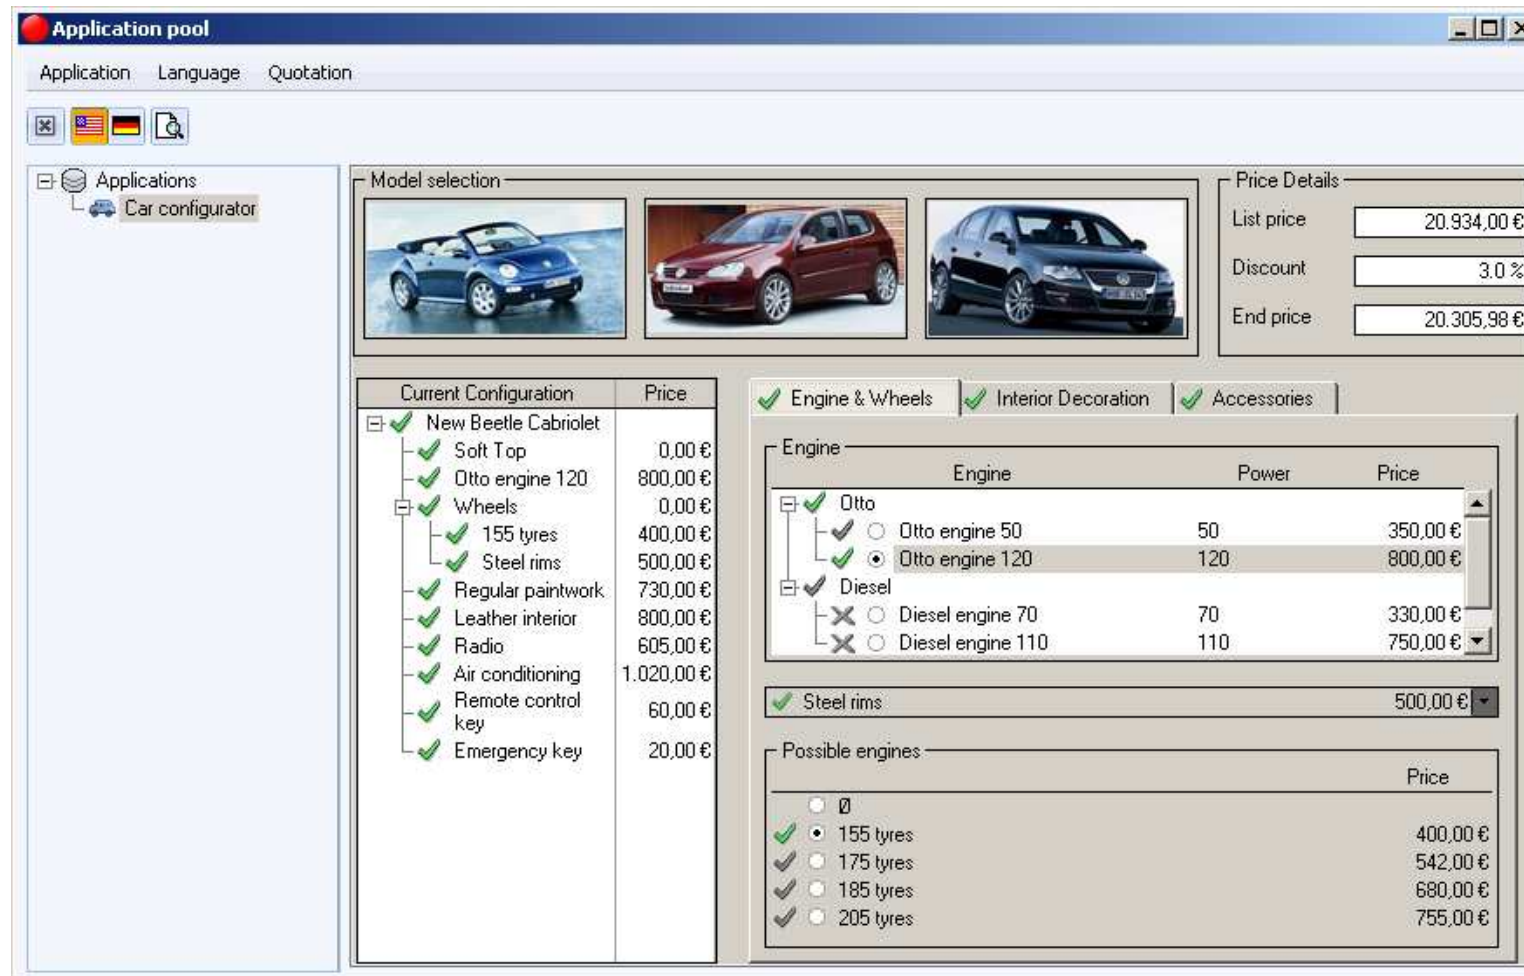 Application pool
Application Language Quotation
Applications
Car configurator
Model selection
Price Details
List price 20.934,00 €
Discount 3.0 %
End price 20.305,98 €
Current Configuration Price
New Beetle Cabriolet
Soft Top 0,00 €
Otto engine 120 800,00 €
Wheels 0,00 €
155 tyres 400,00 €
Steel rims 500,00 €
Regular paintwork 730,00 €
Leather interior 800,00 €
Radio 605,00 €
Air conditioning 1.020,00 €
Remote control
key 60,00 €
Emergency key 20,00 €
Engine & Wheels Interior Decoration Accessories
Engine
Engine Power Price
Otto
Otto engine 50 50 350,00 €
Otto engine 120 120 800,00 €
Diesel
Diesel engine 70 70 330,00 €
Diesel engine 110 110 750,00 €
Steel rims 500,00 €
Possible engines
Price
Ø
155 tyres 400,00 €
175 tyres 542,00 €
185 tyres 680,00 €
205 tyres 755,00 €